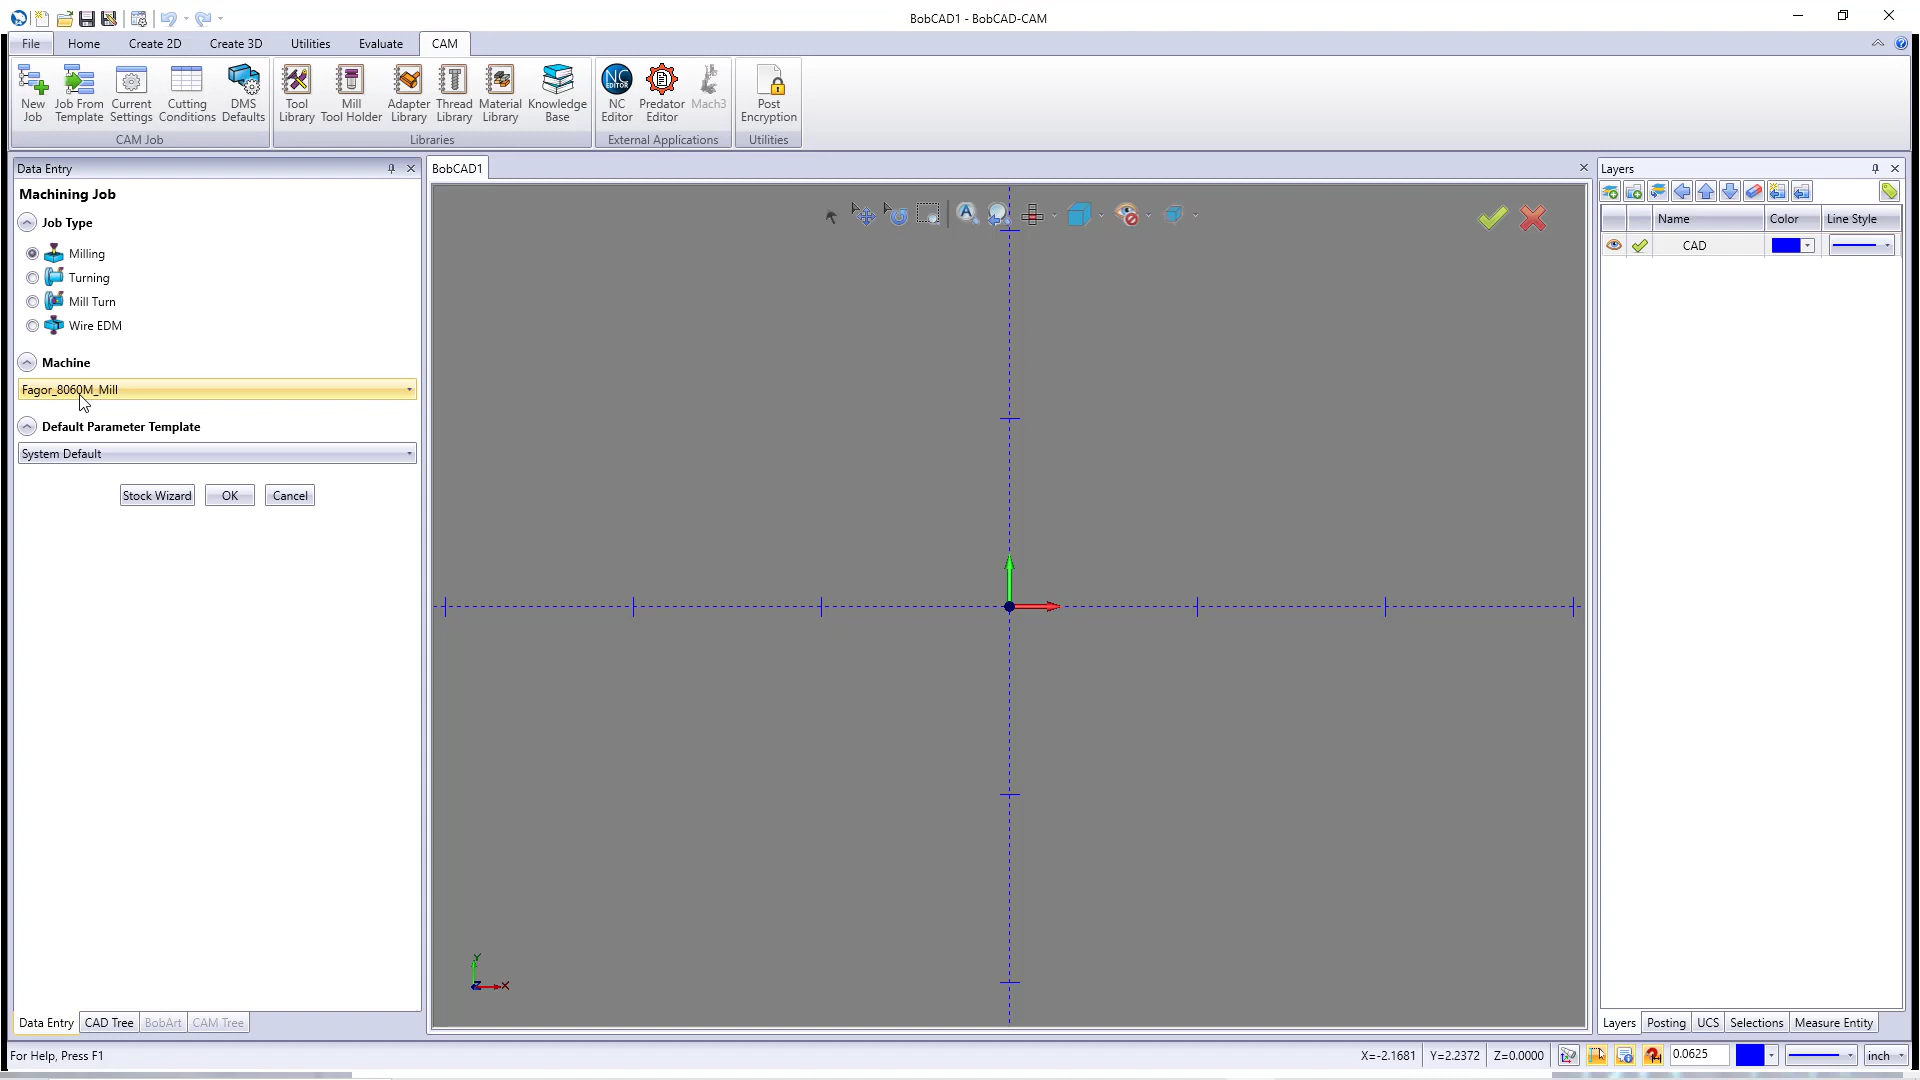 BobCAD1 - BobCAD-CAM
File Home Create 2D Create 3D Utilities Evaluate CAM
New Job
Job From Template
Current Settings
Cutting Conditions
DMS Defaults
CAM Job
Tool Library
Mill Tool Holder
Adapter Library
Thread Library
Material Library
Knowledge Base
Libraries
NC EDITOR
NC Editor
Predator Editor
Mach3
External Applications
Post Encryption
Utilities
Data Entry
Machining Job
Job Type
Milling
Turning
Mill Turn
Wire EDM
Machine
Fagor_8060M_Mill
Default Parameter Template
System Default
Stock Wizard OK Cancel
Data Entry CAD Tree BobArt CAM Tree
BobCAD1
A
Y
Z X
Layers
Name Color Line Style
CAD
Layers Posting UCS Selections Measure Entity
For Help, Press F1
X=-2.1681 Y=2.2372 Z=0.0000 0.0625 inch